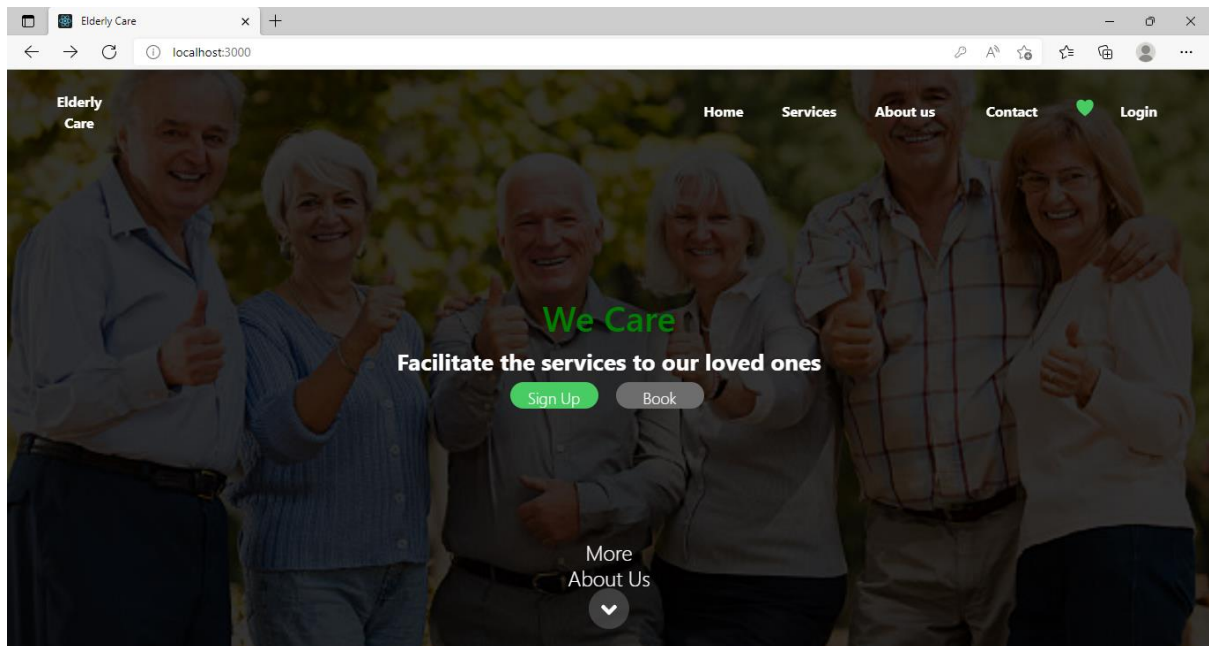 Elderly Care
localhost:3000
Elderly
Care
Home Services About us Contact Login
We Care
Facilitate the services to our loved ones
Sign Up Book
More
About Us